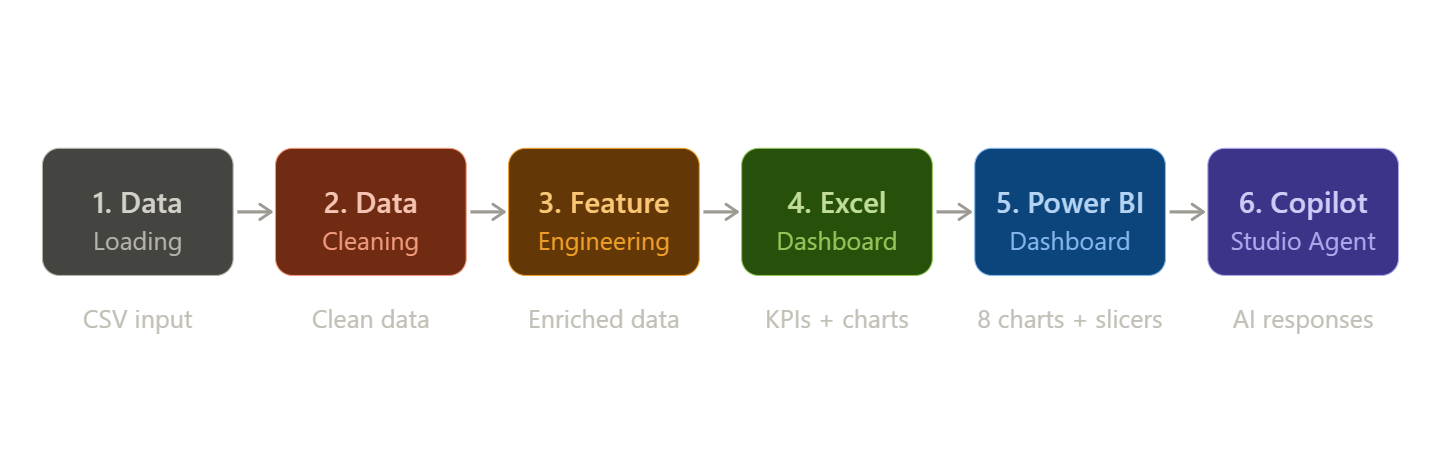 1. Data
Loading
2. Data
Cleaning
3. Feature
Engineering
4. Excel
Dashboard
5. Power BI
Dashboard
6. Copilot
Studio Agent
CSV input
Clean data
Enriched data
KPIs + charts
8 charts + slicers
AI responses